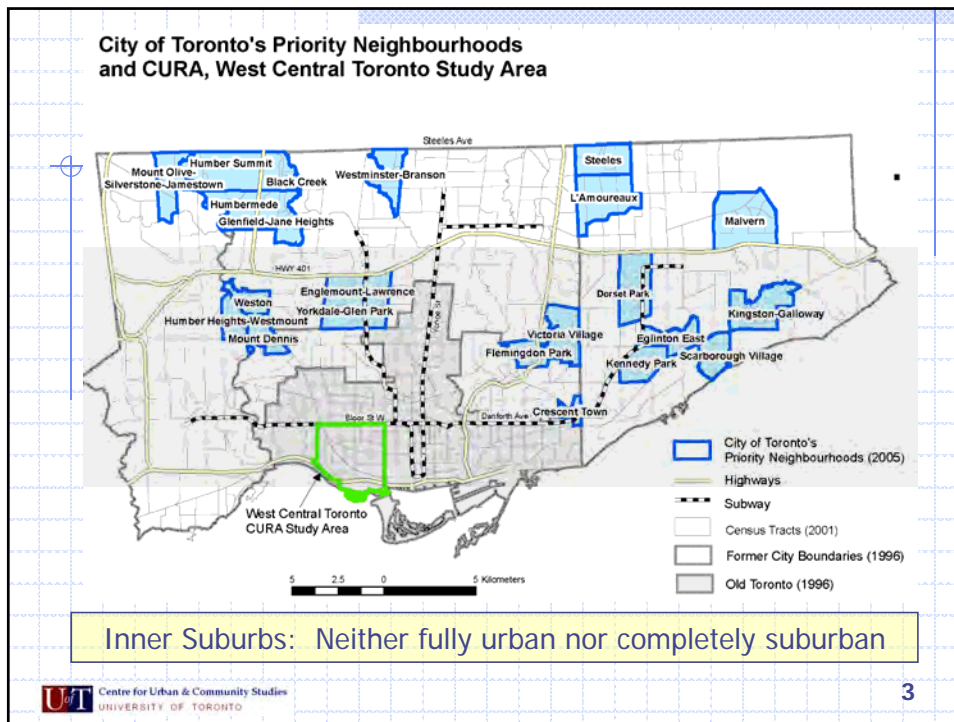 City of Toronto's Priority Neighbourhoods
and CURA, West Central Toronto Study Area
Steeles Ave
Humber Summit
Mount Olive-
Silverstone-Jamestown
Black Creek
Humbermede
Glenfield-Jane Heights
Westminster-Branson
Steeles
L'Amoureaux
Malvern
HWY 401
Weston
Humber Heights-Westmount
Mount Dennis
Englemount-Lawrence
Yorkdale-Glen Park
Yonge St
Dorset Park
Kingston-Galloway
Victoria Village
Flemingdon Park
Eglinton East
Kennedy Park
Scarborough Village
Crescent Town
Bloor St W
Danforth Ave
West Central Toronto
CURA Study Area
City of Toronto's
Priority Neighbourhoods (2005)
Highways
Subway
Census Tracts (2001)
Former City Boundaries (1996)
Old Toronto (1996)
5 2.5 0 5 Kilometers
Inner Suburbs: Neither fully urban nor completely suburban
UofT Centre for Urban & Community Studies
UNIVERSITY OF TORONTO
3